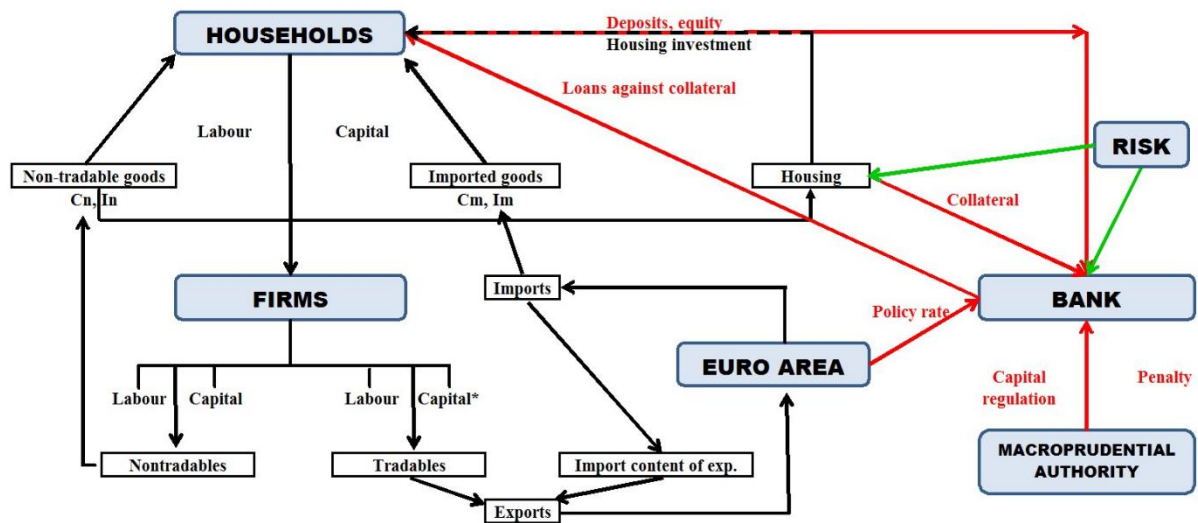 HOUSEHOLDS
Deposits, equity
Housing investment
Loans against collateral
Labour
Capital
RISK
Non-tradable goods
Imported goods
Housing
Cn, In
Cm, Im
Collateral
FIRMS
Imports
BANK
Policy rate
EURO AREA
Labour
Capital
Labour
Capital*
Capital
regulation
Penalty
Nontradables
Tradables
Import content of exp.
MACROPRUDENTIAL
AUTHORITY
Exports